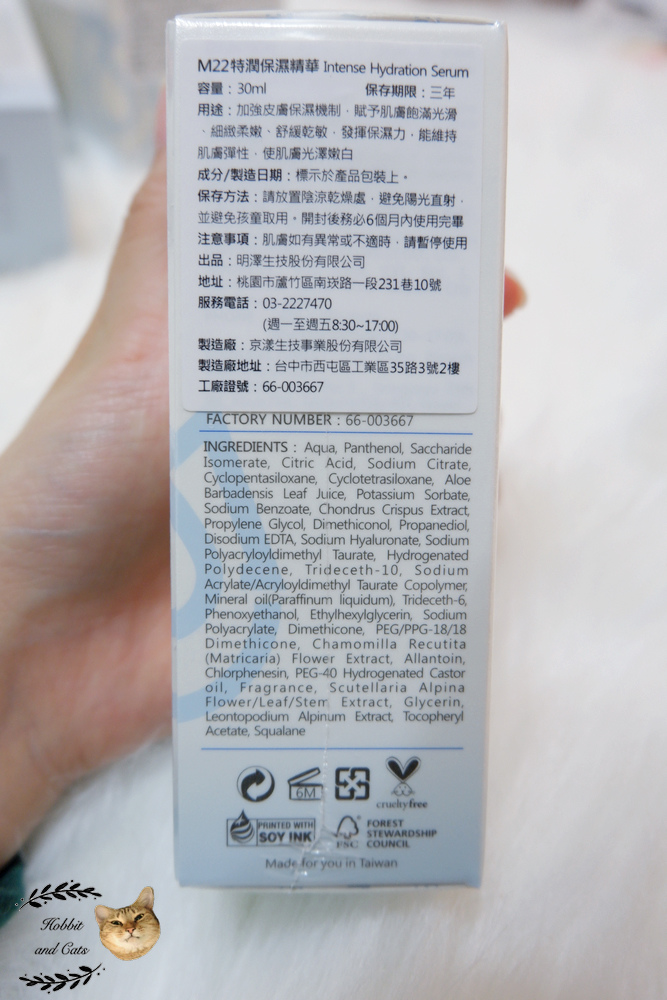 M22特潤保濕精華 Intense Hydration Serum
容量：30ml 保存期限：三年
用途：加強皮膚保濕機制，賦予肌膚飽滿光滑
、細緻柔嫩、舒緩乾敏，發揮保濕力，能維持
肌膚彈性，使肌膚光澤嫩白
成分/製造日期：標示於產品包裝上。
保存方法：請放置陰涼乾燥處，避免陽光直射，
並避免孩童取用。開封後務必6個月內使用完畢
注意事項：肌膚如有異常或不適時，請暫停使用
出品：明澤生技股份有限公司
地址：桃園市蘆竹區南崁路一段231巷10號
服務電話：03-2227470
(週一至週五8:30~17:00)
製造廠：京漾生技事業股份有限公司
製造廠地址：台中市西屯區工業區35路3號2樓
工廠證號：66-003667
FACTORY NUMBER : 66-003667
INGREDIENTS : Aqua, Panthenol, Saccharide
Isomerate, Citric Acid, Sodium Citrate,
Cyclopentasiloxane, Cyclotetrasiloxane, Aloe
Barbadensis Leaf Juice, Potassium Sorbate,
Sodium Benzoate, Chondrus Crispus Extract,
Propylene Glycol, Dimethiconol, Propanediol,
Disodium EDTA, Sodium Hyaluronate, Sodium
Polyacryloyldimethyl Taurate, Hydrogenated
Polydecene, Trideceth-10, Sodium
Acrylate/Acryloyldimethyl Taurate Copolymer,
Mineral oil(Paraffinum liquidum), Trideceth-6,
Phenoxyethanol, Ethylhexylglycerin, Sodium
Polyacrylate, Dimethicone, PEG/PPG-18/18
Dimethicone, Chamomilla Recutita
(Matricaria) Flower Extract, Allantoin,
Chlorphenesin, PEG-40 Hydrogenated Castor
oil, Fragrance, Scutellaria Alpina
Flower/Leaf/Stem Extract, Glycerin,
Leontopodium Alpinum Extract, Tocopheryl
Acetate, Squalane
6M
crueltyfree
PRINTED WITH
SOY INK
FSC
FOREST
STEWARDSHIP
COUNCIL
Made for you in Taiwan
Hobbit
and Cats